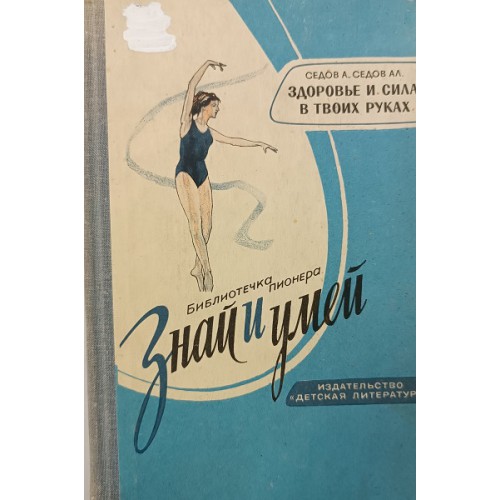 СЕДОВ А., СЕДОВ АЛ.
ЗДОРОВЬЕ И СИЛА
В ТВОИХ РУКАХ
БИБЛИОТЕЧКА ПИОНЕРА
Знай и умей
ИЗДАТЕЛЬСТВО
«ДЕТСКАЯ ЛИТЕРАТУР